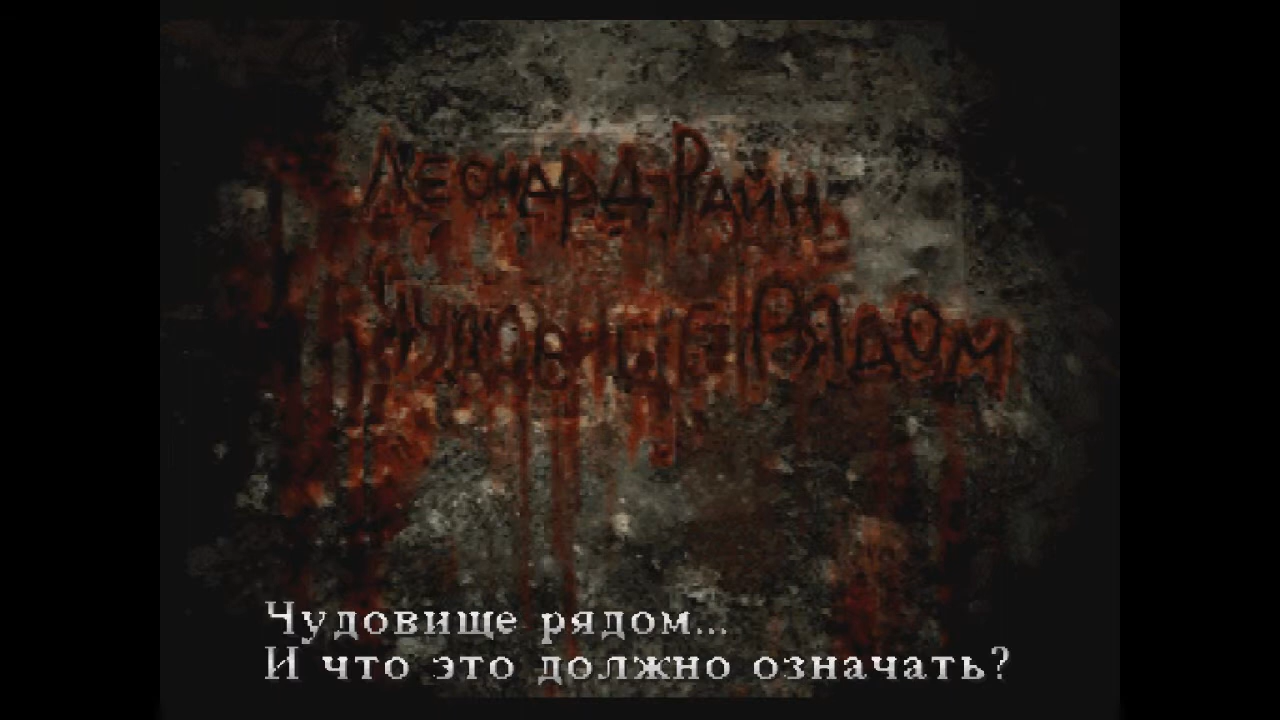 Леонард Райн
Чудовище Рядом
Чудовище рядом...
И что это должно означать?